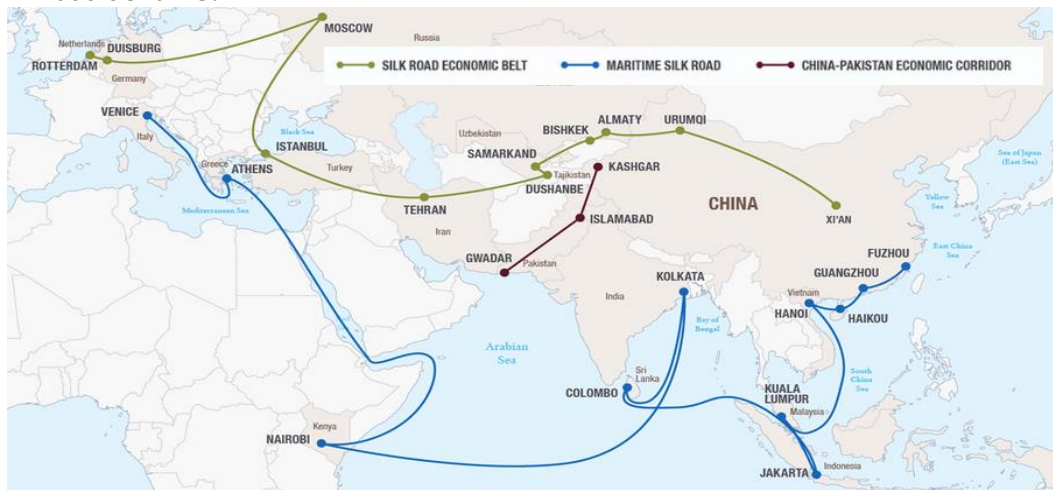 MOSCOW
Netherlands
DUISBURG
ROTTERDAM
Germany
Russia
SILK ROAD ECONOMIC BELT
MARITIME SILK ROAD
CHINA-PAKISTAN ECONOMIC CORRIDOR
VENICE
Italy
Black Sea
ISTANBUL
Greece
ATHENS
Turkey
Mediterranean Sea
Uzbekistan
BISHKEK
ALMATY
URUMQI
SAMARKAND
Tajikistan
DUSHANBE
KASHGAR
TEHRAN
Iran
ISLAMABAD
GWADAR
Pakistan
CHINA
XI'AN
Sea of Japan
(East Sea)
Yellow
Sea
East China
Sea
FUZHOU
GUANGZHOU
KOLKATA
India
Vietnam
HANOI
HAIKOU
Bay of
Bengal
Arabian
Sea
Sri
Lanka
COLOMBO
South
China
Sea
KUALA
LUMPUR
Malaysia
Kenya
NAIROBI
JAKARTA
Indonesia